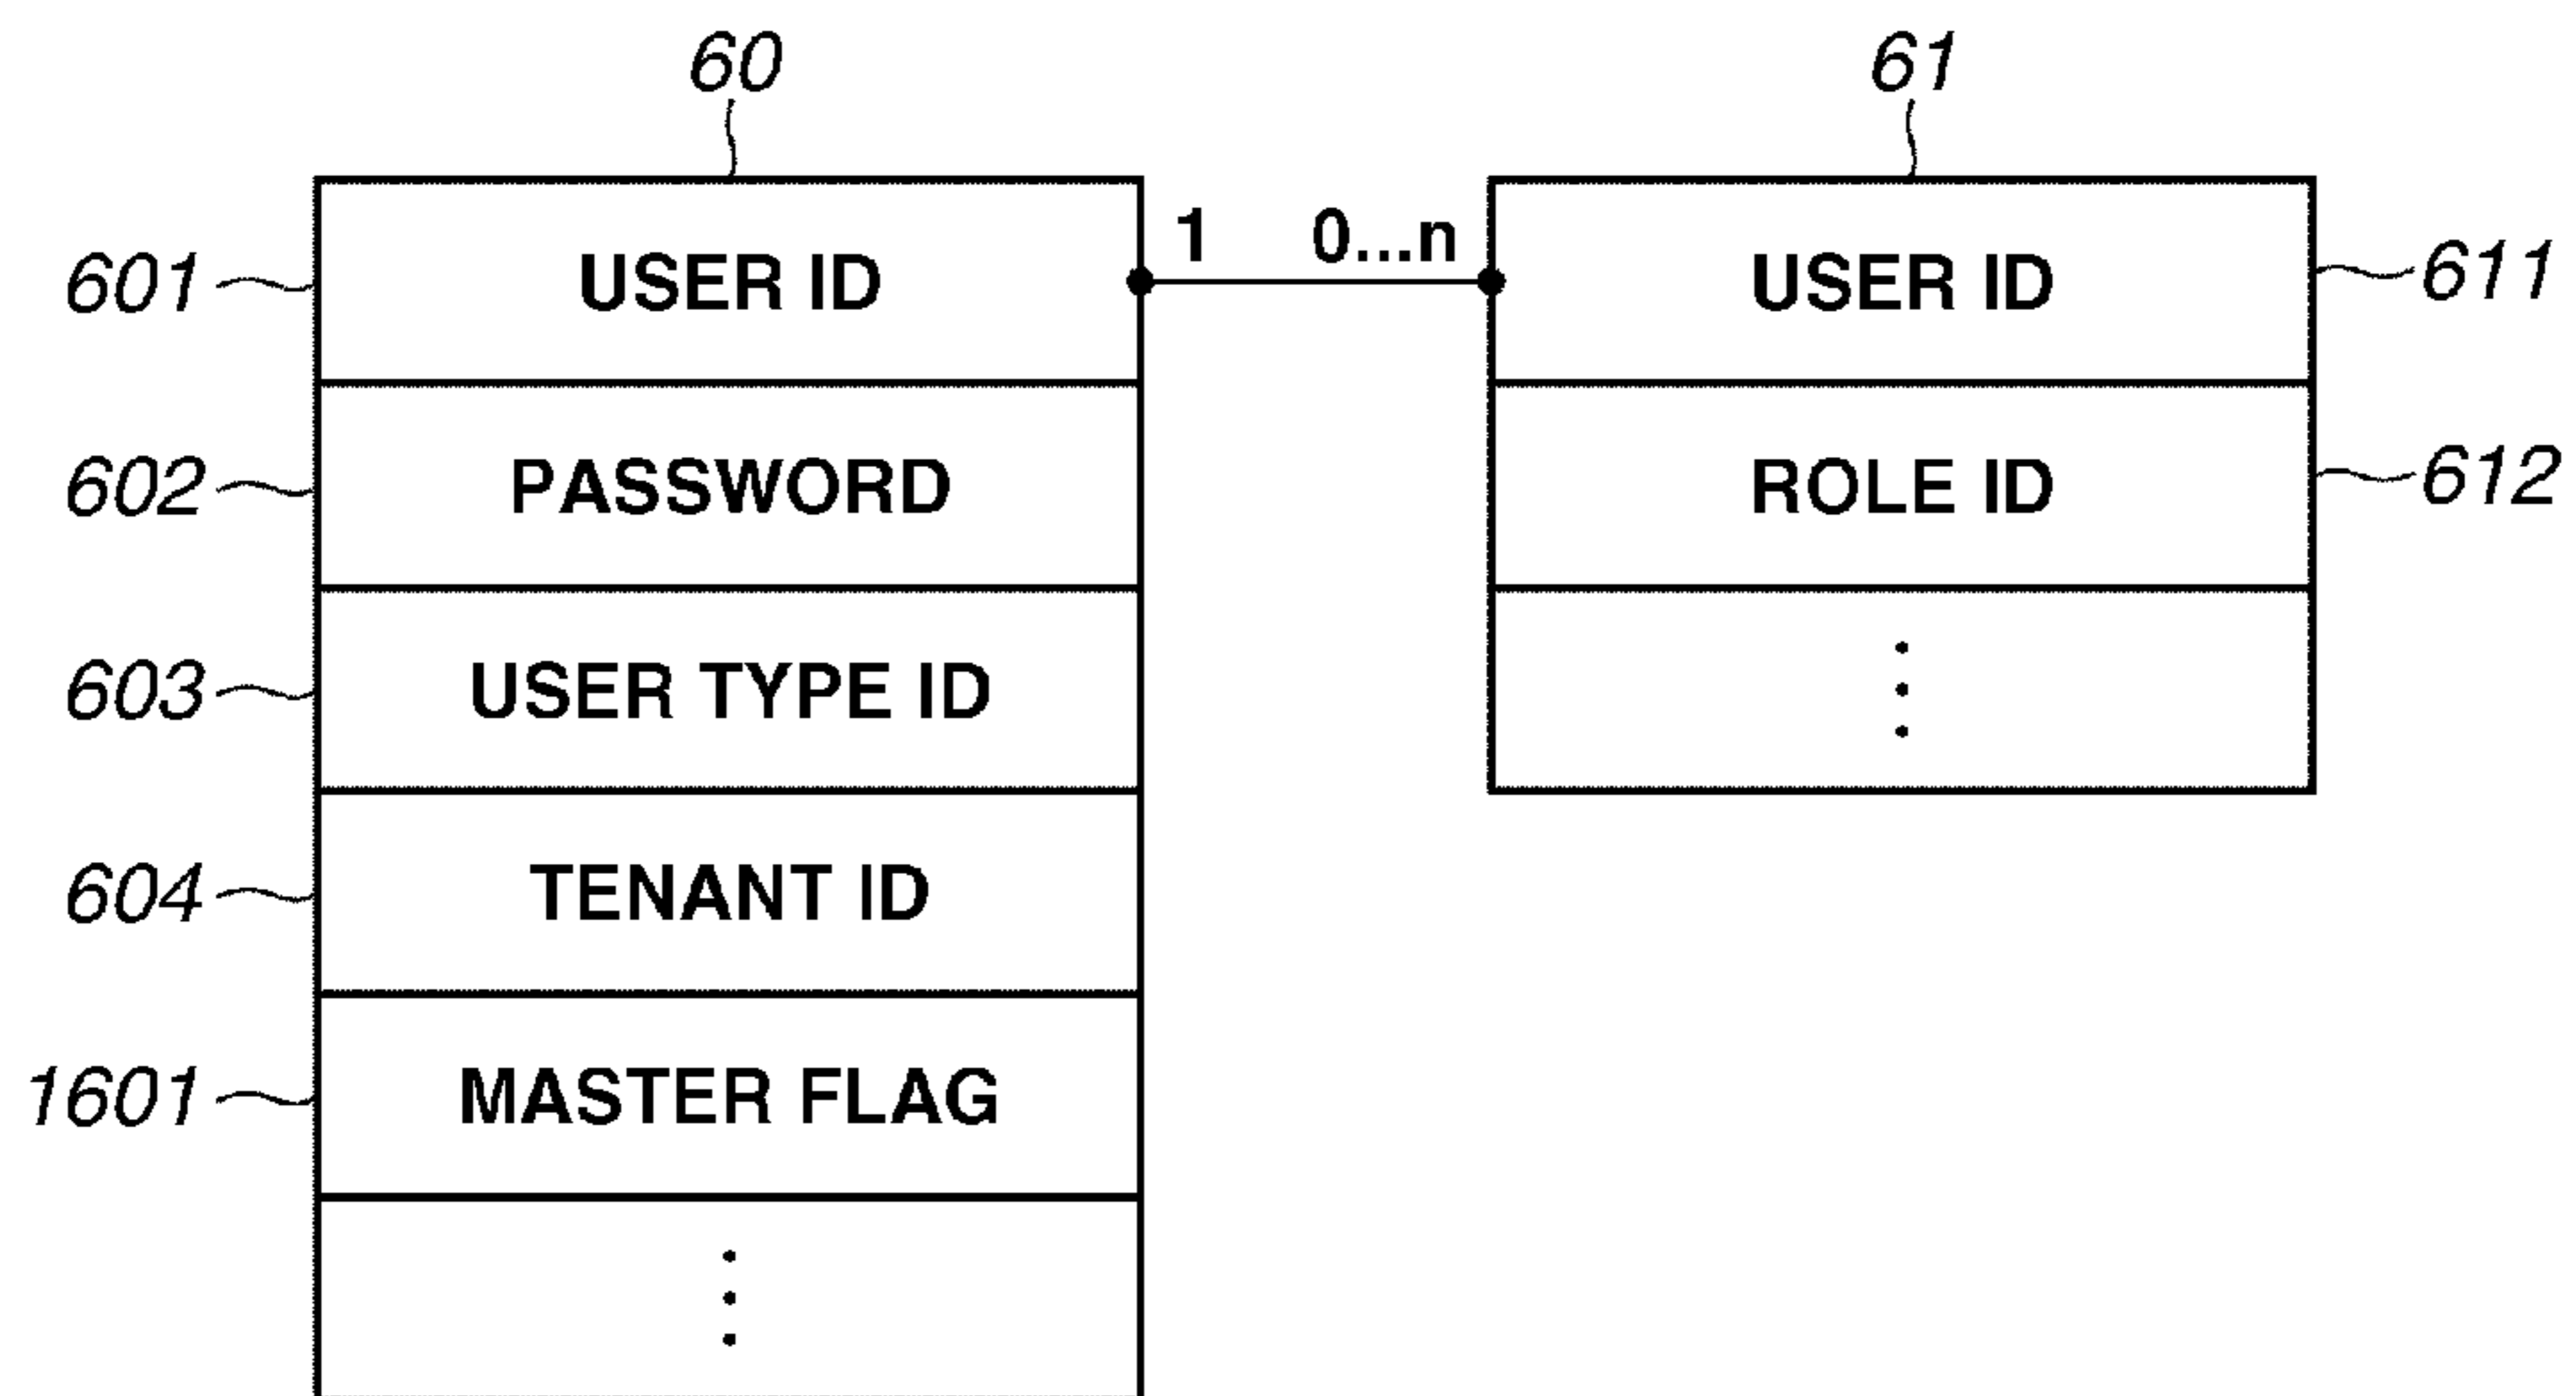 60 61
1 0...n
601 USER ID USER ID 611
602 PASSWORD ROLE ID 612
603 USER TYPE ID
604 TENANT ID
1601 MASTER FLAG